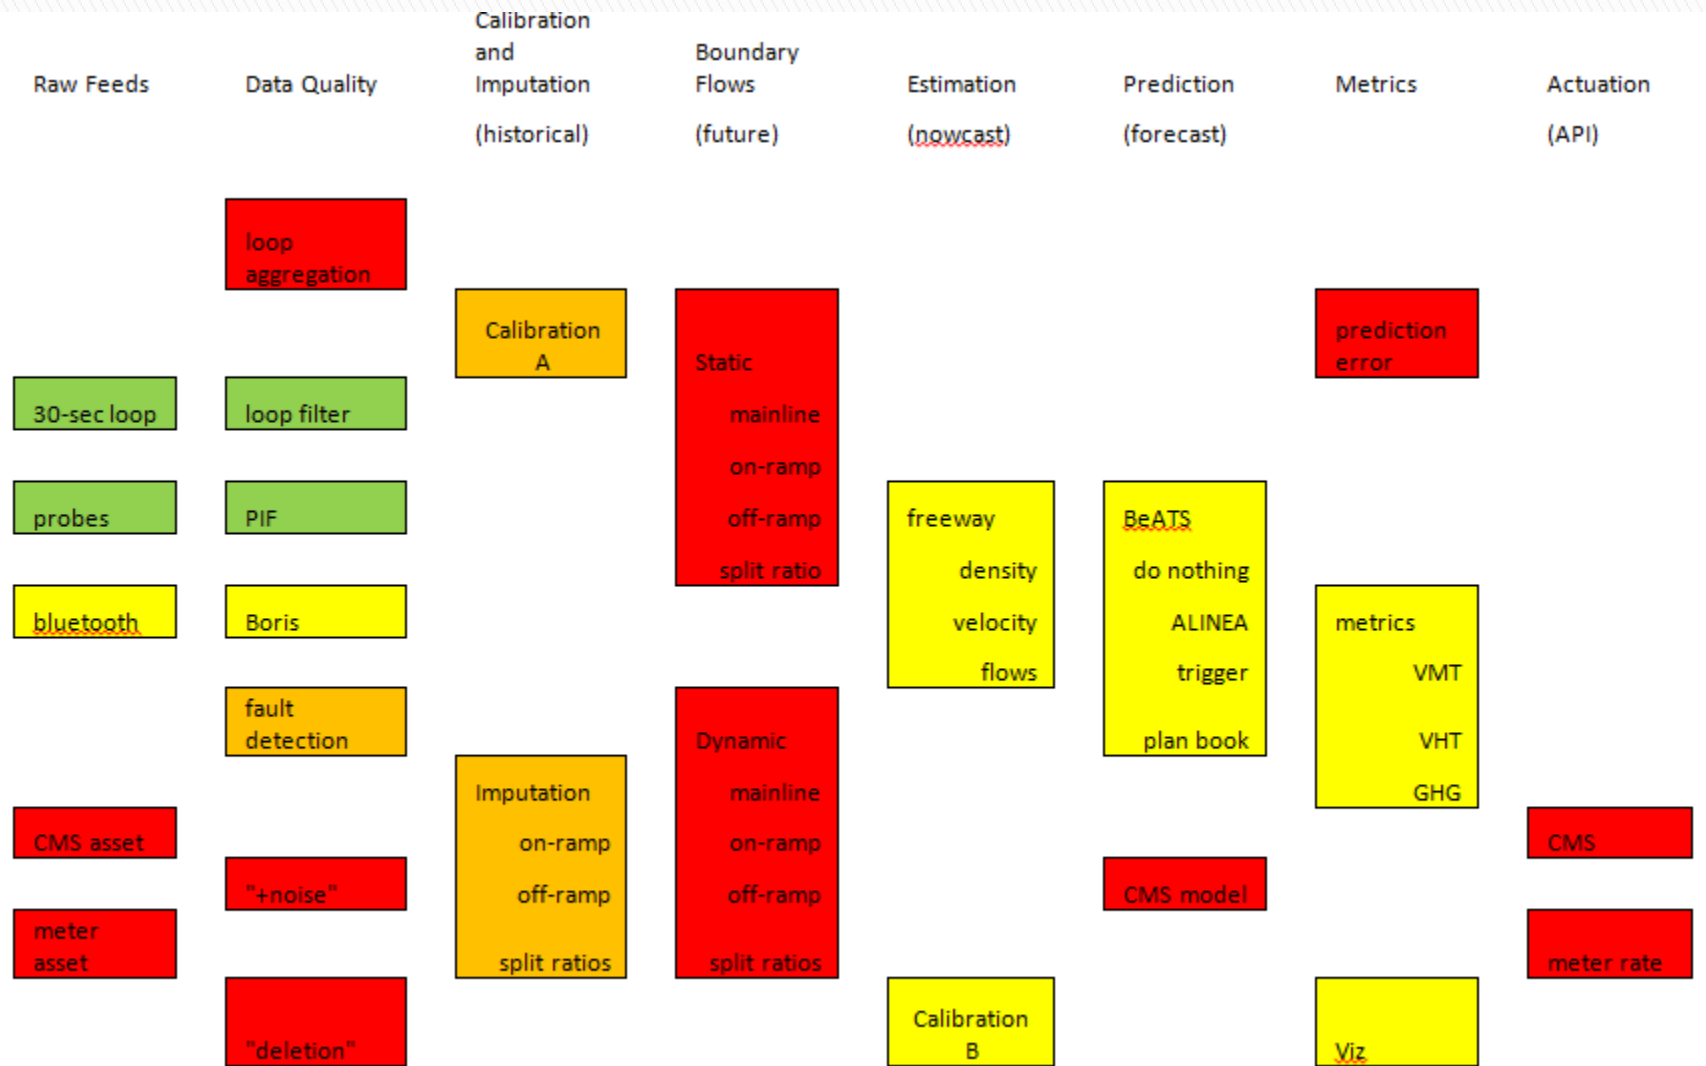 Raw Feeds
Data Quality
Calibration
and
Imputation
(historical)
Boundary
Flows
(future)
Estimation
(nowcast)
Prediction
(forecast)
Metrics
Actuation
(API)
30-sec loop
probes
bluetooth
CMS asset
meter
asset
loop
aggregation
loop filter
PIF
Boris
fault
detection
"+noise"
"deletion"
Calibration
A
Imputation
on-ramp
off-ramp
split ratios
Static
mainline
on-ramp
off-ramp
split ratio
Dynamic
mainline
on-ramp
off-ramp
split ratios
freeway
density
velocity
flows
Calibration
B
BeATS
do nothing
ALINEA
trigger
plan book
CMS model
prediction
error
metrics
VMT
VHT
GHG
Viz
CMS
meter rate